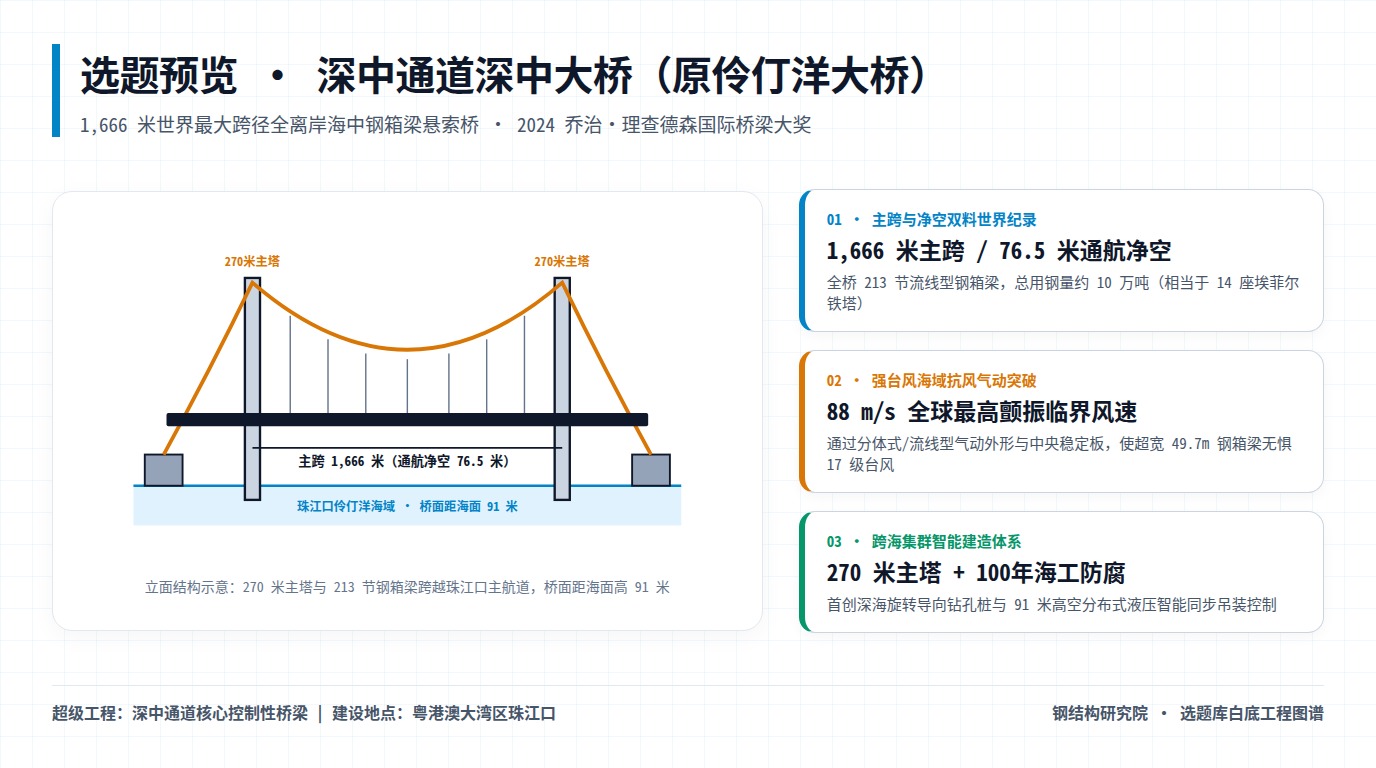 选题预览 • 深中通道深中大桥（原伶仃洋大桥）
1,666 米世界最大跨径全离岸海中钢箱梁悬索桥 • 2024 乔治·理查德森国际桥梁大奖
270米主塔
270米主塔
主跨 1,666 米（通航净空 76.5 米）
珠江口伶仃洋海域 • 桥面距海面 91 米
立面结构示意：270 米主塔与 213 节钢箱梁跨越珠江口主航道，桥面距海面高 91 米
01 • 主跨与净空双料世界纪录
1,666 米主跨 / 76.5 米通航净空
全桥 213 节流线型钢箱梁，总用钢量约 10 万吨（相当于 14 座埃菲尔
铁塔）
02 • 强台风海域抗风气动突破
88 m/s 全球最高颤振临界风速
通过分体式/流线型气动外形与中央稳定板，使超宽 49.7m 钢箱梁无惧
17 级台风
03 • 跨海集群智能建造体系
270 米主塔 + 100年海工防腐
首创深海旋转导向钻孔桩与 91 米高空分布式液压智能同步吊装控制
超级工程：深中通道核心控制性桥梁 | 建设地点：粤港澳大湾区珠江口
钢结构研究院 • 选题库白底工程图谱